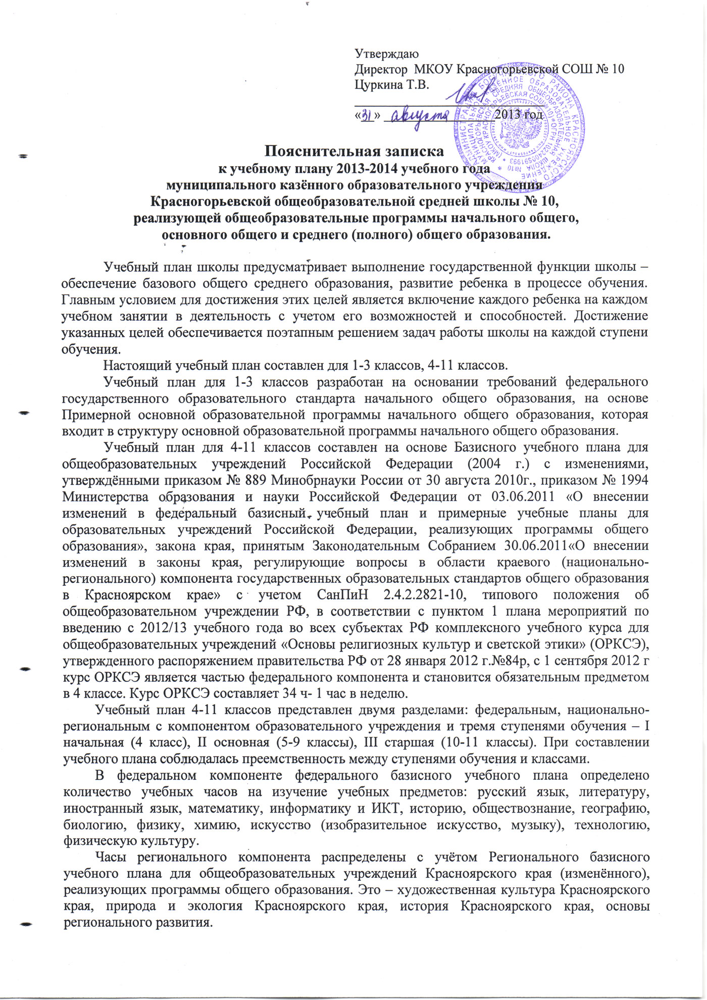 Утверждаю
Директор  МКОУ Красногорьевской СОШ № 10
Цуркина Т.В.
«31» августа 2013 год
Пояснительная записка
к учебному плану 2013-2014 учебного года
муниципального казённого образовательного учреждения
Красногорьевской общеобразовательной средней школы № 10,
реализующей общеобразовательные программы начального общего,
основного общего и среднего (полного) общего образования.
Учебный план школы предусматривает выполнение государственной функции школы –
обеспечение базового общего среднего образования, развитие ребенка в процессе обучения.
Главным условием для достижения этих целей является включение каждого ребенка на каждом
учебном занятии в деятельность с учетом его возможностей и способностей. Достижение
указанных целей обеспечивается поэтапным решением задач работы школы на каждой ступени
обучения.
Настоящий учебный план составлен для 1-3 классов, 4-11 классов.
Учебный план для 1-3 классов разработан на основании требований федерального
государственного образовательного стандарта начального общего образования, на основе
Примерной основной образовательной программы начального общего образования, которая
входит в структуру основной образовательной программы начального общего образования.
Учебный план для 4-11 классов составлен на основе Базисного учебного плана для
общеобразовательных учреждений Российской Федерации (2004 г.) с изменениями,
утверждёнными приказом № 889 Минобрнауки России от 30 августа 2010г., приказом № 1994
Министерства образования и науки Российской Федерации от 03.06.2011 «О внесении
изменений в федеральный базисный учебный план и примерные учебные планы для
образовательных учреждений Российской Федерации, реализующих программы общего
образования», закона края, принятым Законодательным Собранием 30.06.2011«О внесении
изменений в законы края, регулирующие вопросы в области краевого (национально-
регионального) компонента государственных образовательных стандартов общего образования
в Красноярском крае» с учетом СанПиН 2.4.2.2821-10, типового положения об
общеобразовательном учреждении РФ, в соответствии с пунктом 1 плана мероприятий по
введению с 2012/13 учебного года во всех субъектах РФ комплексного учебного курса для
общеобразовательных учреждений «Основы религиозных культур и светской этики» (ОРКСЭ),
утвержденного распоряжением правительства РФ от 28 января 2012 г.№84р, с 1 сентября 2012 г
курс ОРКСЭ является частью федерального компонента и становится обязательным предметом
в 4 классе. Курс ОРКСЭ составляет 34 ч- 1 час в неделю.
Учебный план 4-11 классов представлен двумя разделами: федеральным, национально-
региональным с компонентом образовательного учреждения и тремя ступенями обучения – I
начальная (4 класс), II основная (5-9 классы), III старшая (10-11 классы). При составлении
учебного плана соблюдалась преемственность между ступенями обучения и классами.
В федеральном компоненте федерального базисного учебного плана определено
количество учебных часов на изучение учебных предметов: русский язык, литературу,
иностранный язык, математику, информатику и ИКТ, историю, обществознание, географию,
биологию, физику, химию, искусство (изобразительное искусство, музыку), технологию,
физическую культуру.
Часы регионального компонента распределены с учётом Регионального базисного
учебного плана для общеобразовательных учреждений Красноярского края (изменённого),
реализующих программы общего образования. Это – художественная культура Красноярского
края, природа и экология Красноярского края, история Красноярского края, основы
регионального развития.